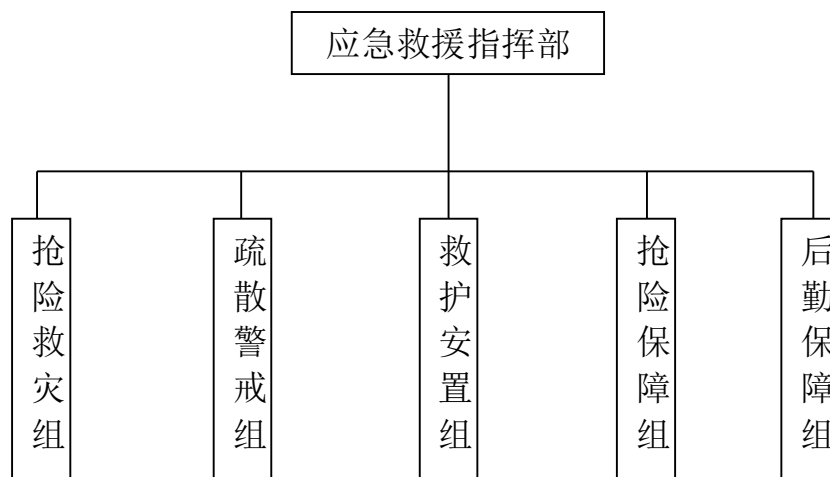 应急救援指挥部
抢险救灾组
疏散警戒组
救护安置组
抢险保障组
后勤保障组